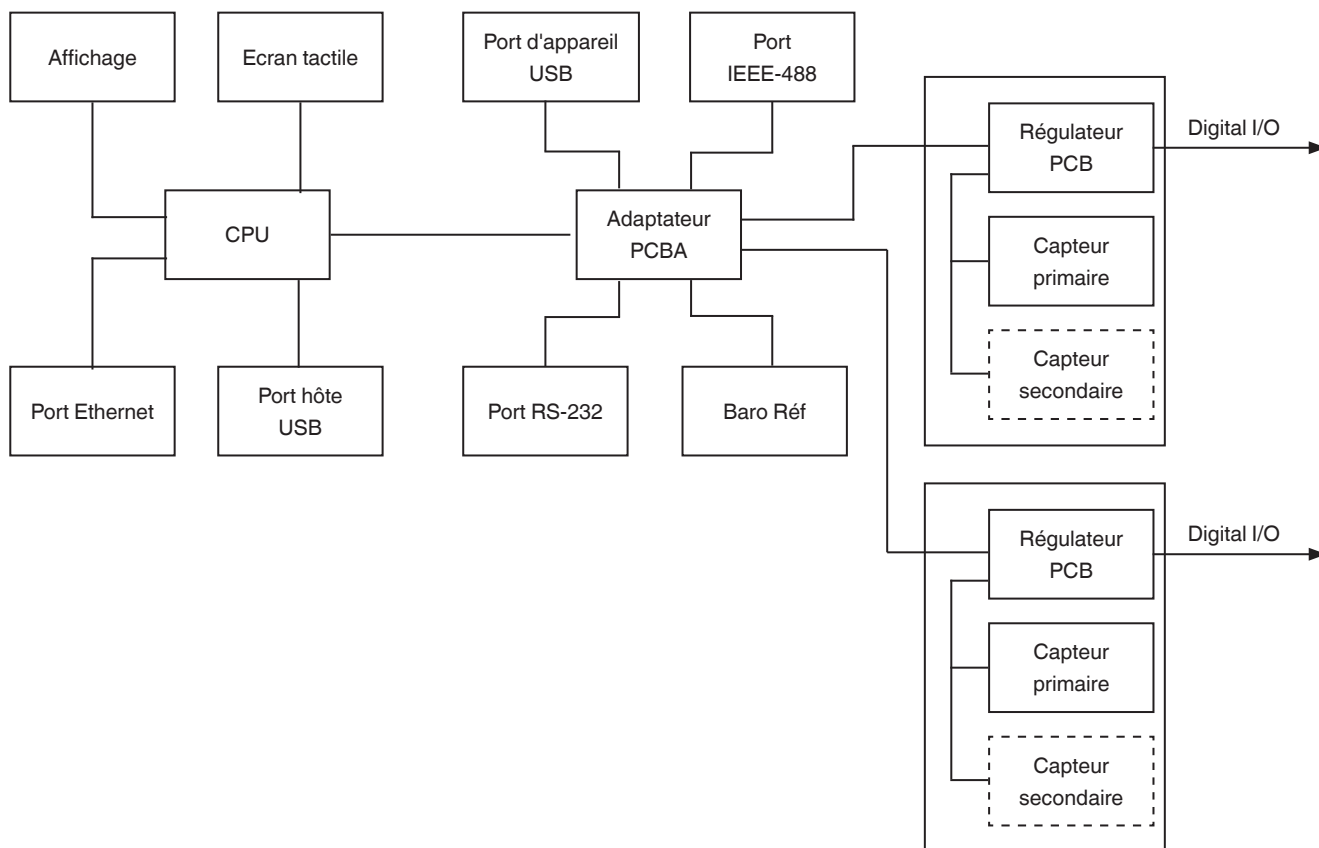 Affichage
Ecran tactile
Port d'appareil
USB
Port
IEEE-488
Régulateur
PCB
Digital I/O
CPU
Adaptateur
PCBA
Capteur
primaire
Capteur
secondaire
Port Ethernet
Port hôte
USB
Port RS-232
Baro Réf
Régulateur
PCB
Digital I/O
Capteur
primaire
Capteur
secondaire